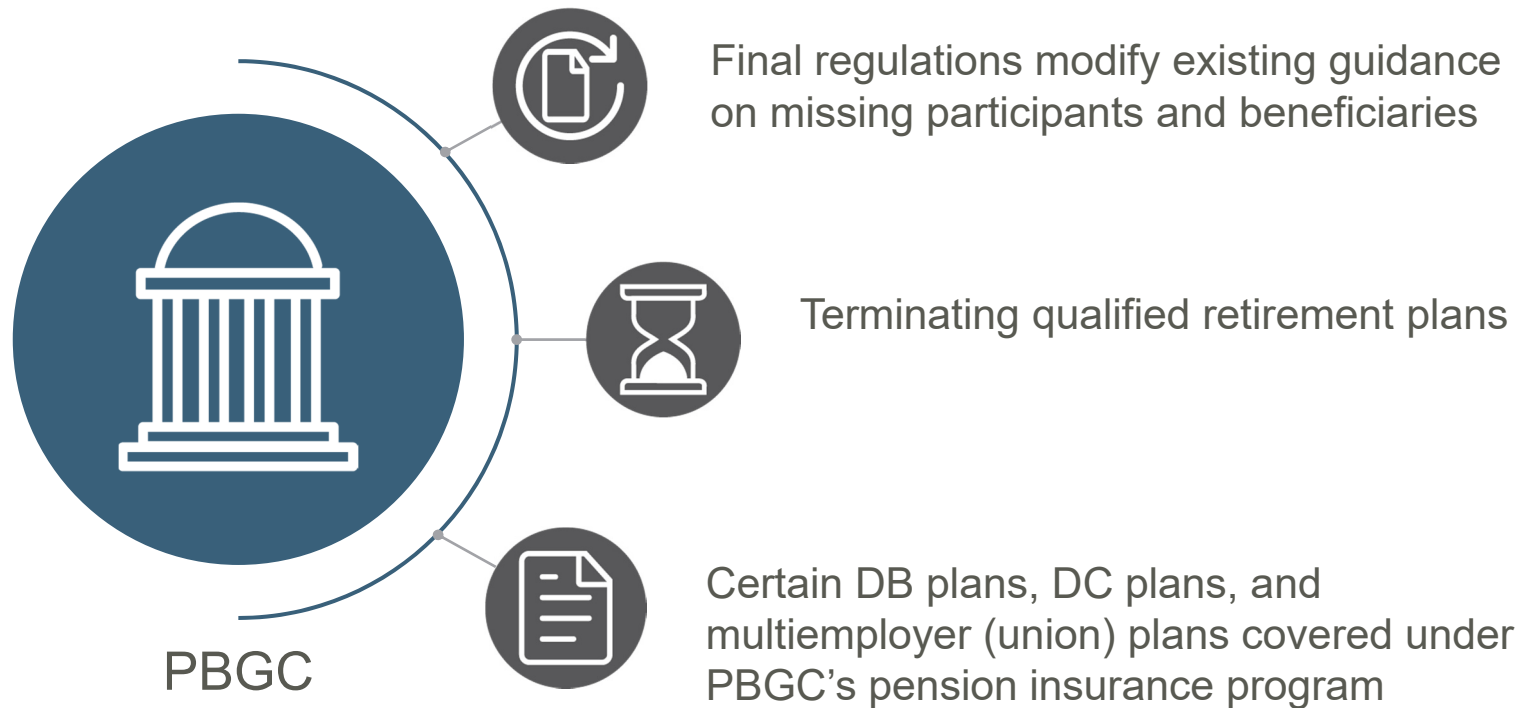 Final regulations modify existing guidance
on missing participants and beneficiaries
Terminating qualified retirement plans
Certain DB plans, DC plans, and
multiemployer (union) plans covered under
PBGC’s pension insurance program
PBGC